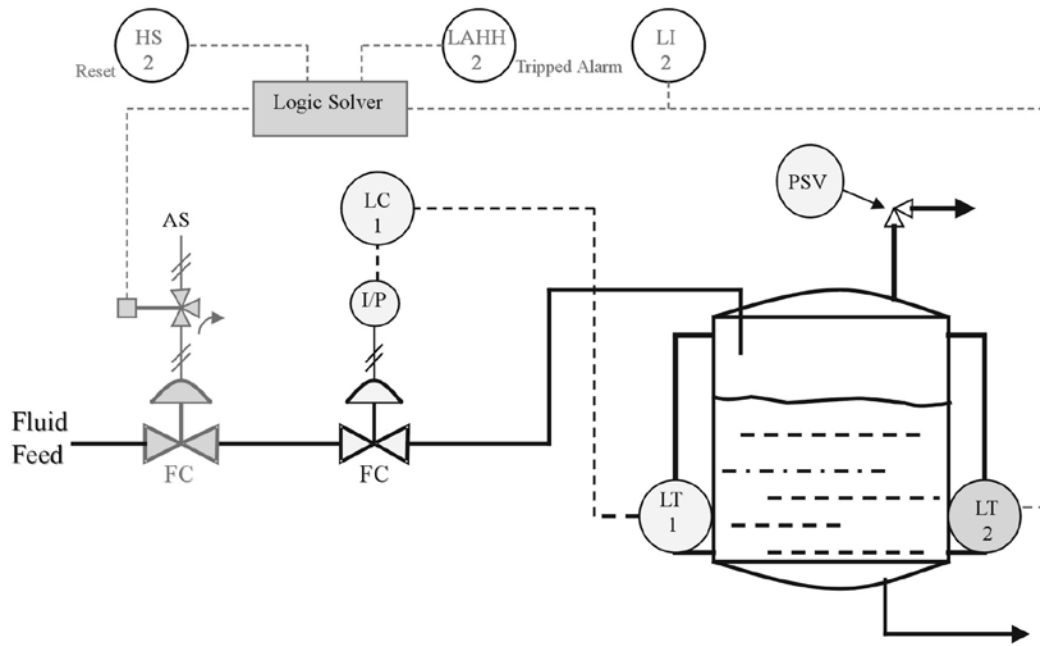 HS
2
Reset
LAHH
2
Tripped Alarm
LI
2
Logic Solver
LC
1
PSV
AS
I/P
Fluid
Feed
FC
FC
LT
1
LT
2